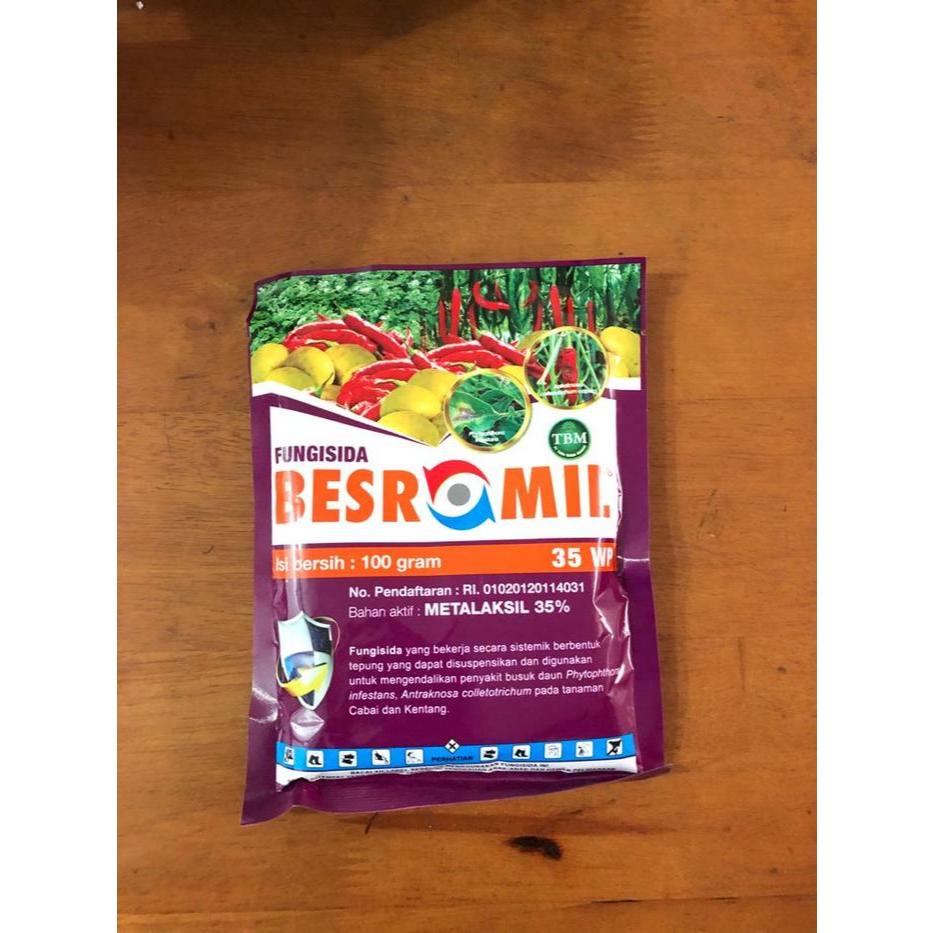 Phytophthora
infestans
TBM
FUNGISIDA
BESROMIL
Isi bersih : 100 gram
35 WP
No. Pendaftaran : RI. 01020120114031
Bahan aktif : METALAKSIL 35%
Fungisida yang bekerja secara sistemik berbentuk
tepung yang dapat disuspensikan dan digunakan
untuk mengendalikan penyakit busuk daun Phytophthora
infestans, Antraknosa colletotrichum pada tanaman
Cabai dan Kentang.
PERHATIAN